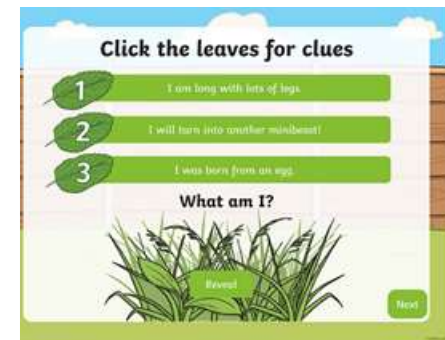 Click the leaves for clues
1
I am long with lots of legs.
2
I will turn into another minibeast!
3
I was born from an egg.
What am I?
Reveal
Next